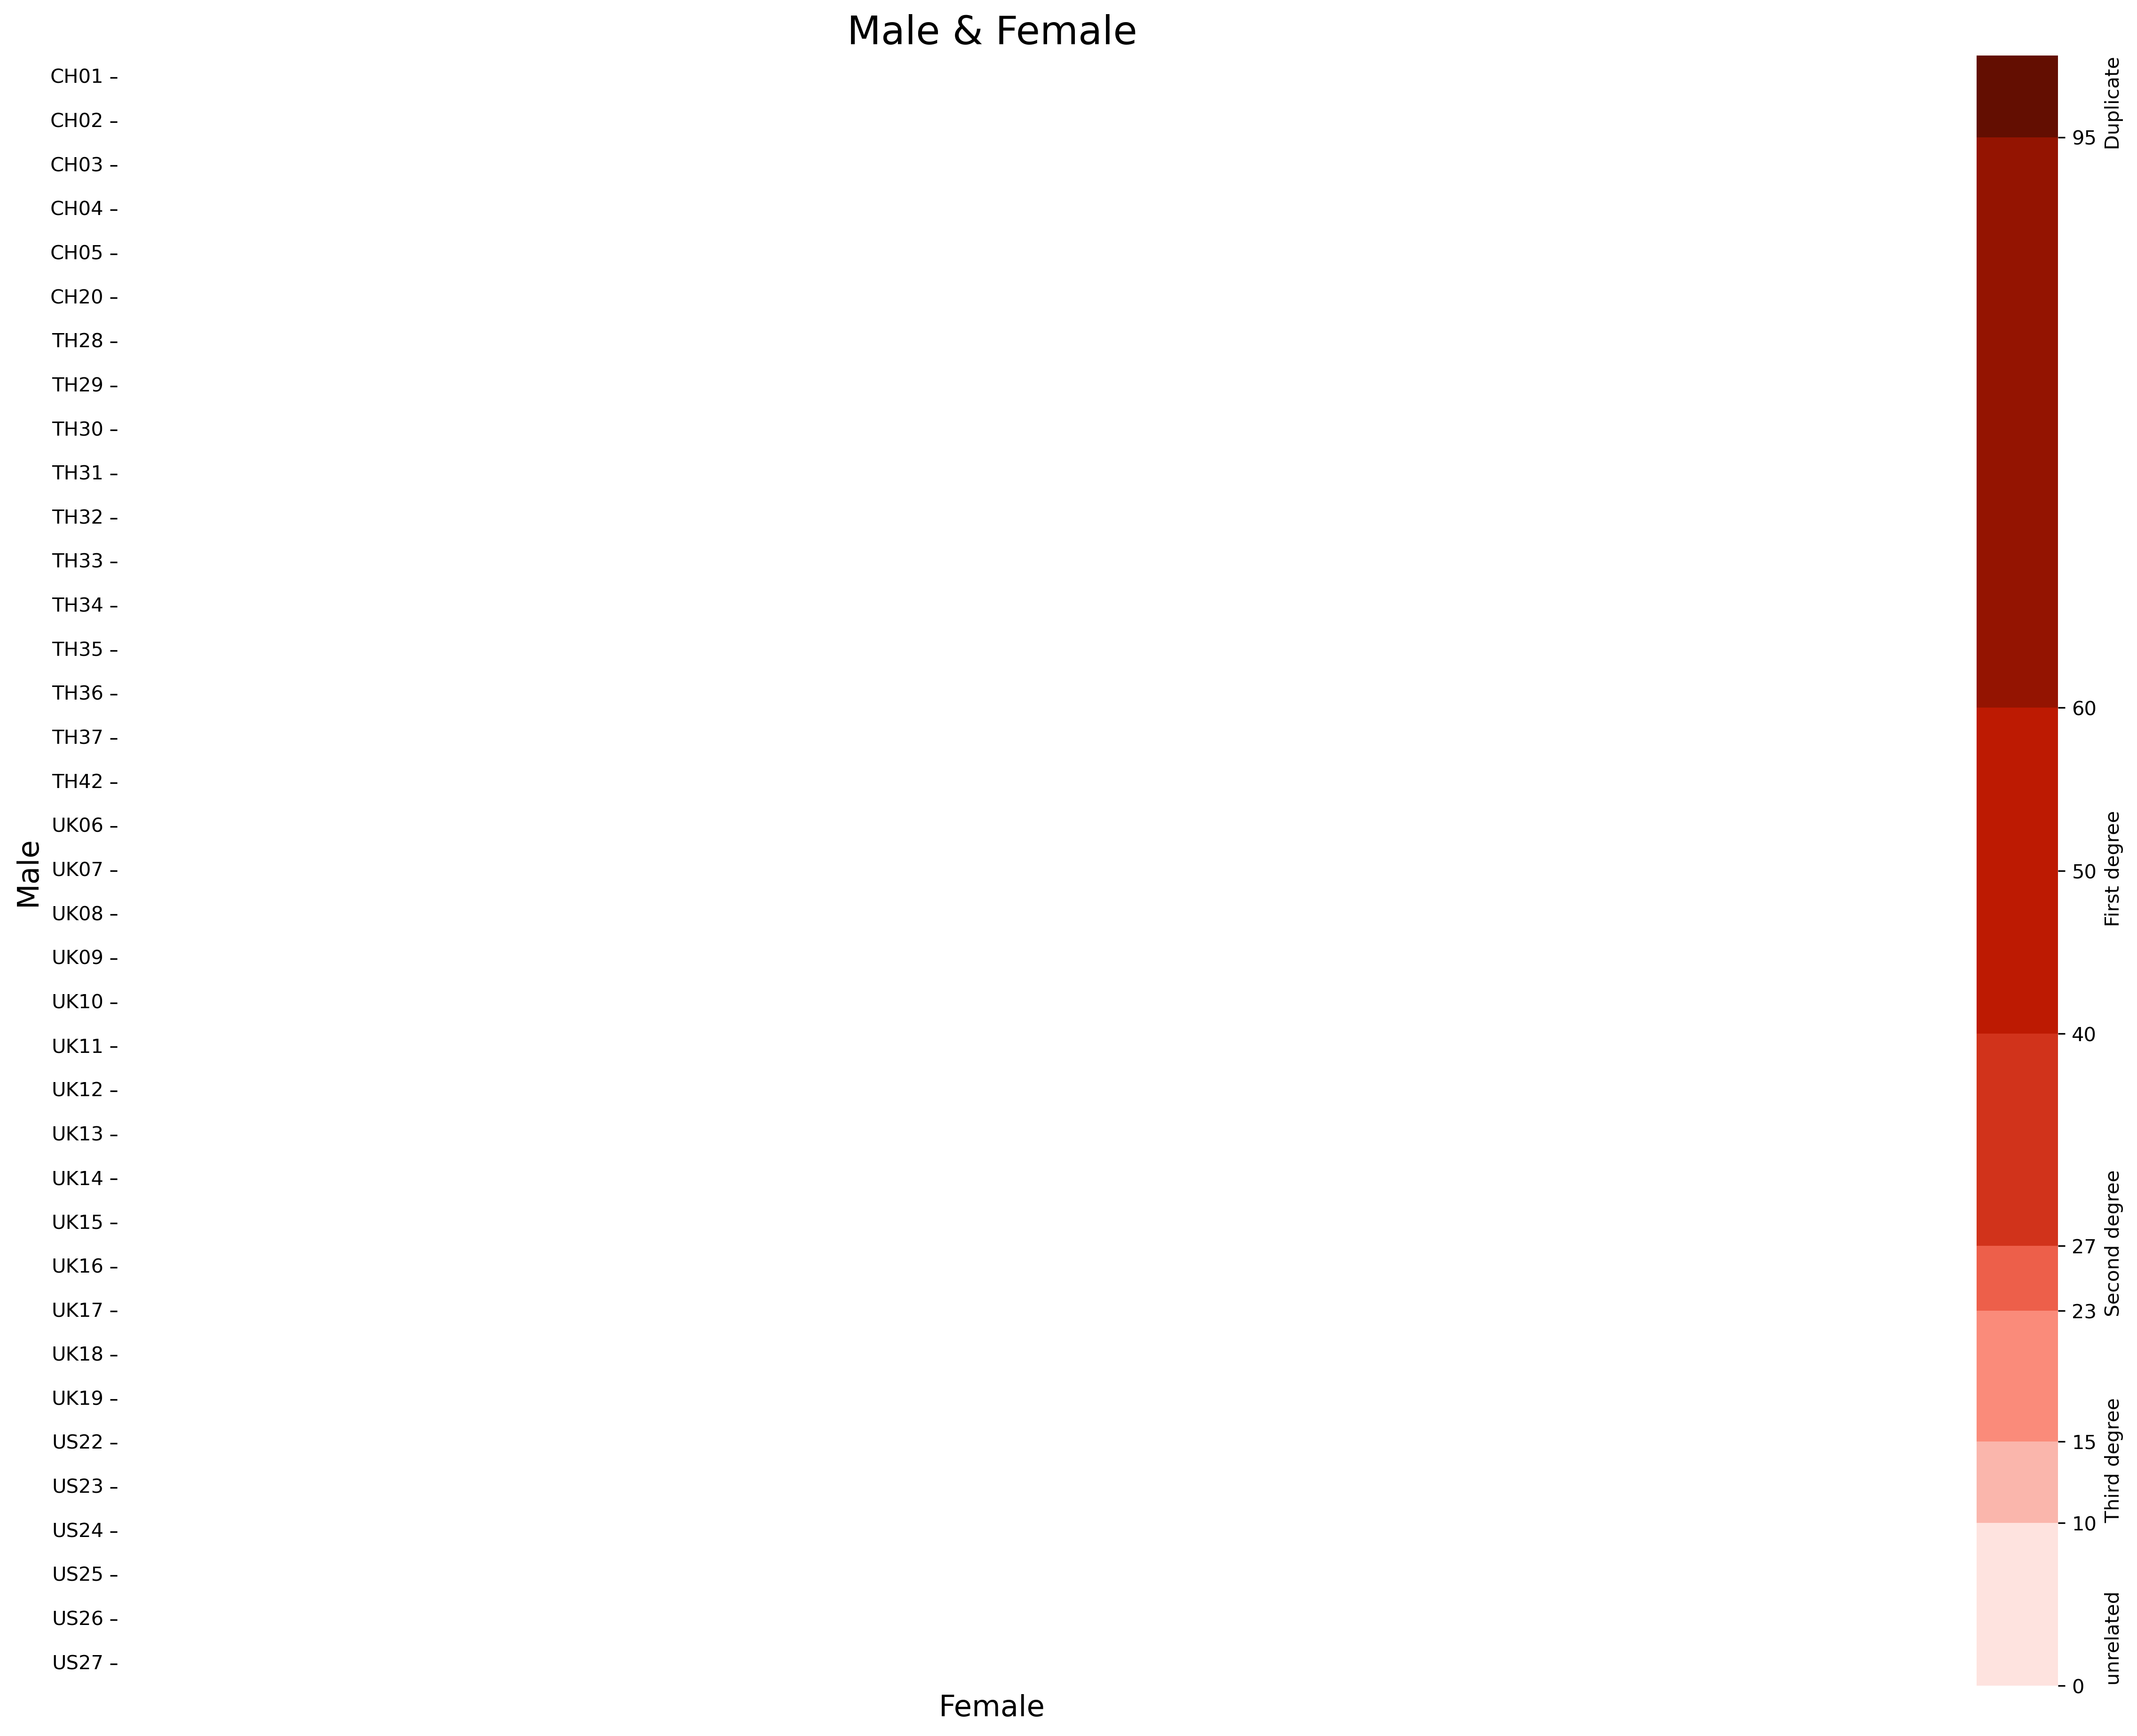 Male & Female
CH01
CH02
CH03
CH04
CH05
CH20
TH28
TH29
TH30
TH31
TH32
TH33
TH34
TH35
TH36
TH37
TH42
UK06
UK07
UK08
UK09
UK10
UK11
UK12
UK13
UK14
UK15
UK16
UK17
UK18
UK19
US22
US23
US24
US25
US26
US27
Male
Female
95
60
50
40
27
23
15
10
0
Duplicate
First degree
Second degree
Third degree
unrelated